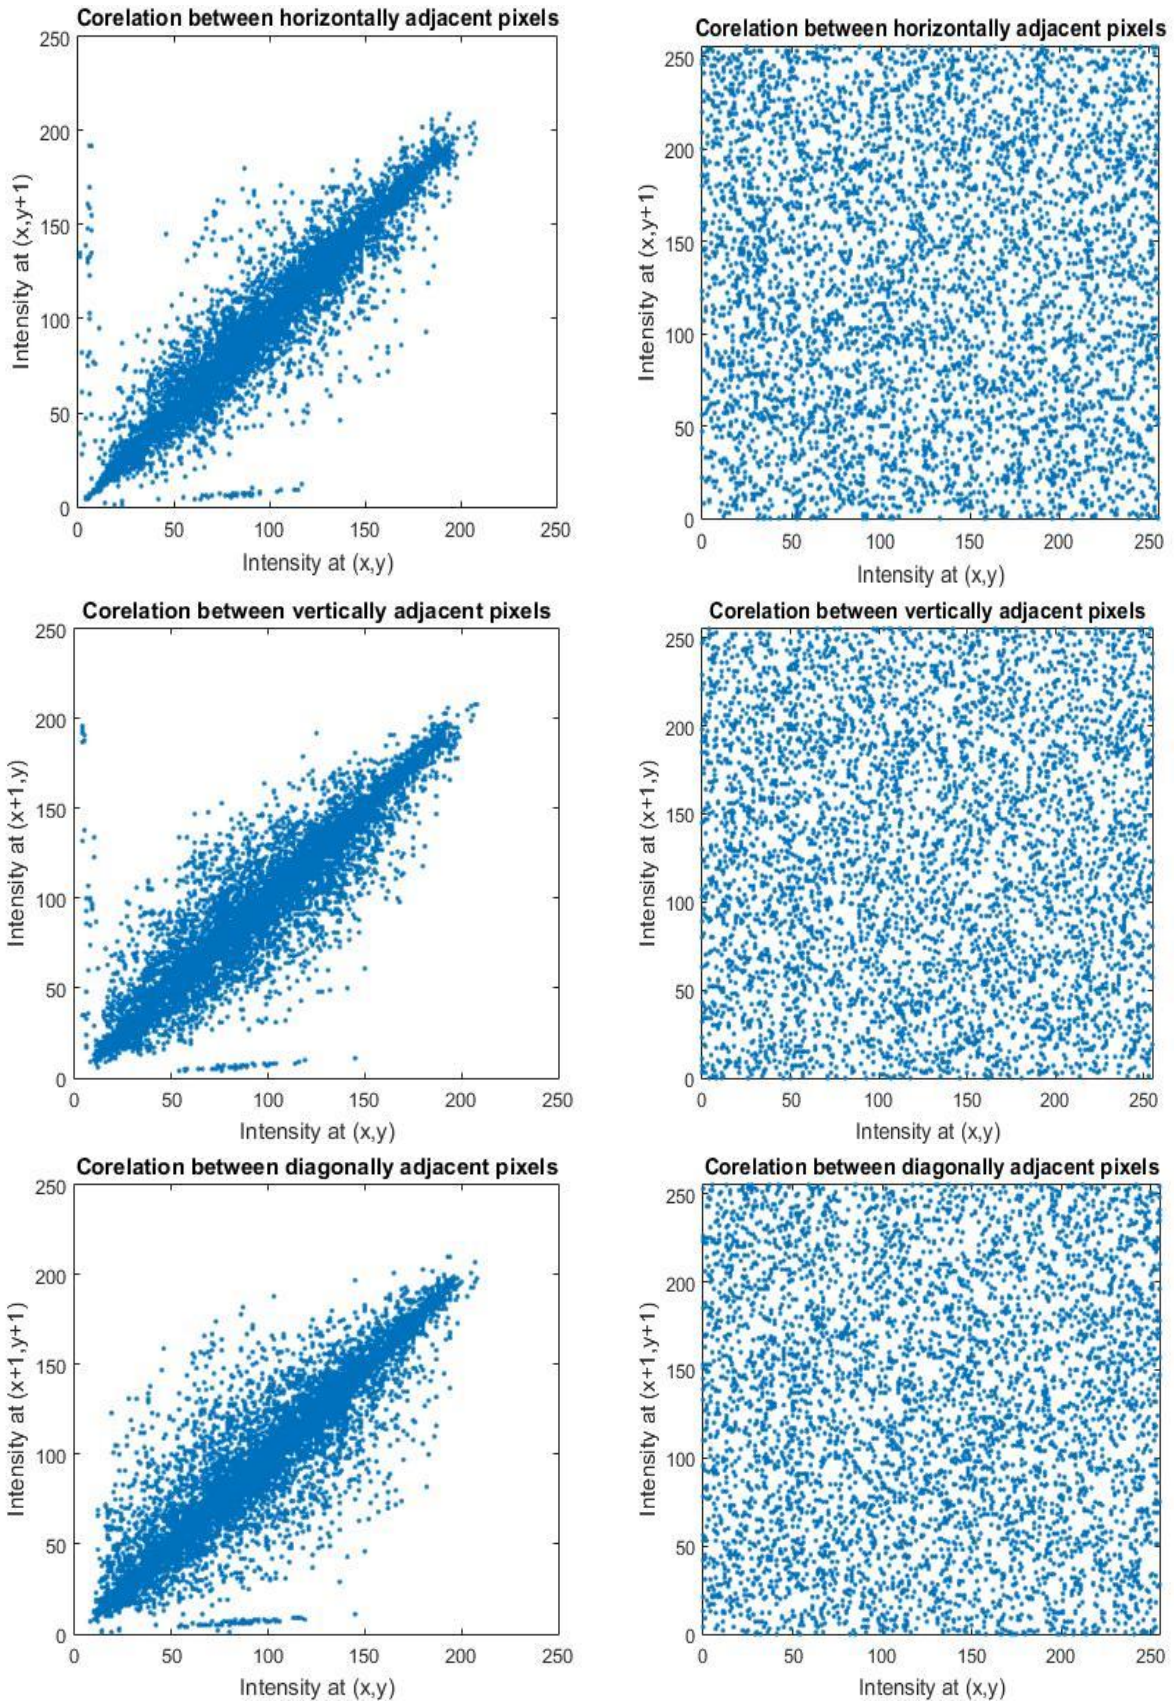 Corelation between horizontally adjacent pixels
250
200
150
100
50
0
Intensity at (x,y+1)
0 50 100 150 200 250
Intensity at (x,y)
Corelation between horizontally adjacent pixels
250
200
150
100
50
0
Intensity at (x,y+1)
0 50 100 150 200 250
Intensity at (x,y)
Corelation between vertically adjacent pixels
250
200
150
100
50
0
Intensity at (x+1,y)
0 50 100 150 200 250
Intensity at (x,y)
Corelation between vertically adjacent pixels
250
200
150
100
50
0
Intensity at (x+1,y)
0 50 100 150 200 250
Intensity at (x,y)
Corelation between diagonally adjacent pixels
250
200
150
100
50
0
Intensity at (x+1,y+1)
0 50 100 150 200 250
Intensity at (x,y)
Corelation between diagonally adjacent pixels
250
200
150
100
50
0
Intensity at (x+1,y+1)
0 50 100 150 200 250
Intensity at (x,y)